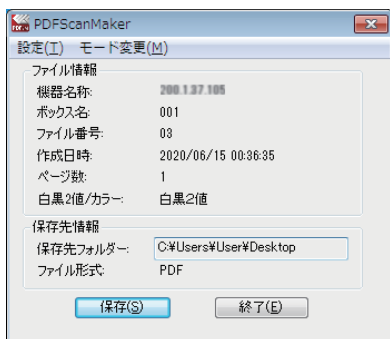 PDFScanMaker
設定(T) モード変更(M)
ファイル情報
機器名称: 200.1.37.105
ボックス名: 001
ファイル番号: 03
作成日時: 2020/06/15 00:36:35
ページ数: 1
白黒2値/カラー: 白黒2値
保存先情報
保存先フォルダー: C:¥Users¥User¥Desktop
ファイル形式: PDF
保存(S) 終了(E)